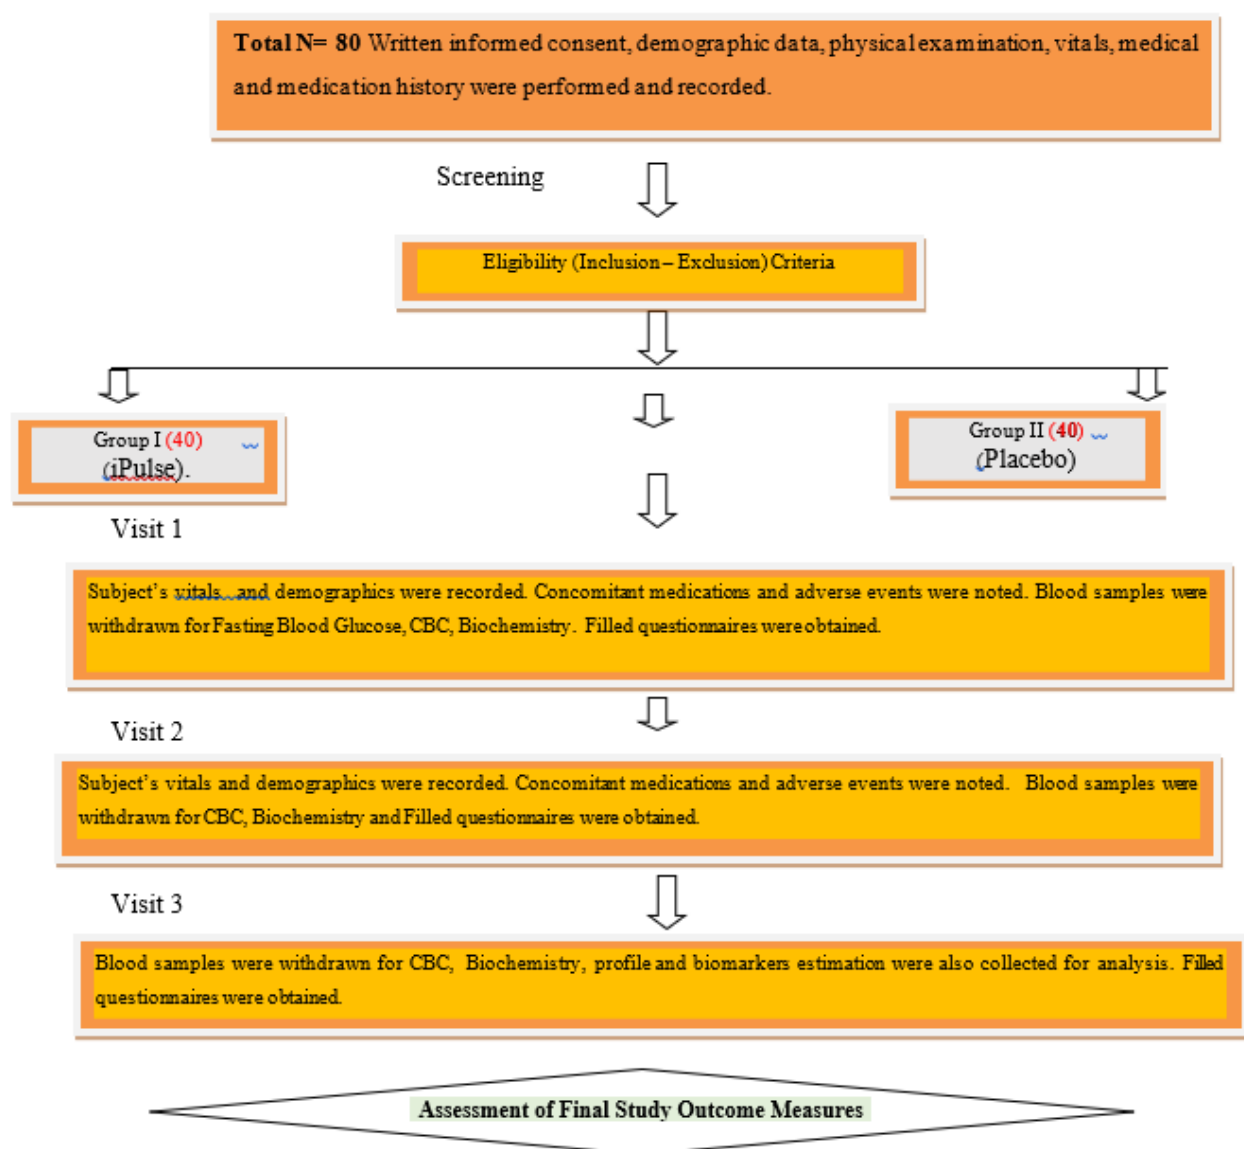 Total N= 80 Written informed consent, demographic data, physical examination, vitals, medical
and medication history were performed and recorded.
Screening
Eligibility (Inclusion – Exclusion) Criteria
Group I (40)
(iPulse).
Group II (40)
(Placebo)
Visit 1
Subject’s vitals and demographics were recorded. Concomitant medications and adverse events were noted. Blood samples were
withdrawn for Fasting Blood Glucose, CBC, Biochemistry. Filled questionnaires were obtained.
Visit 2
Subject’s vitals and demographics were recorded. Concomitant medications and adverse events were noted. Blood samples were
withdrawn for CBC, Biochemistry and Filled questionnaires were obtained.
Visit 3
Blood samples were withdrawn for CBC, Biochemistry, profile and biomarkers estimation were also collected for analysis. Filled
questionnaires were obtained.
Assessment of Final Study Outcome Measures